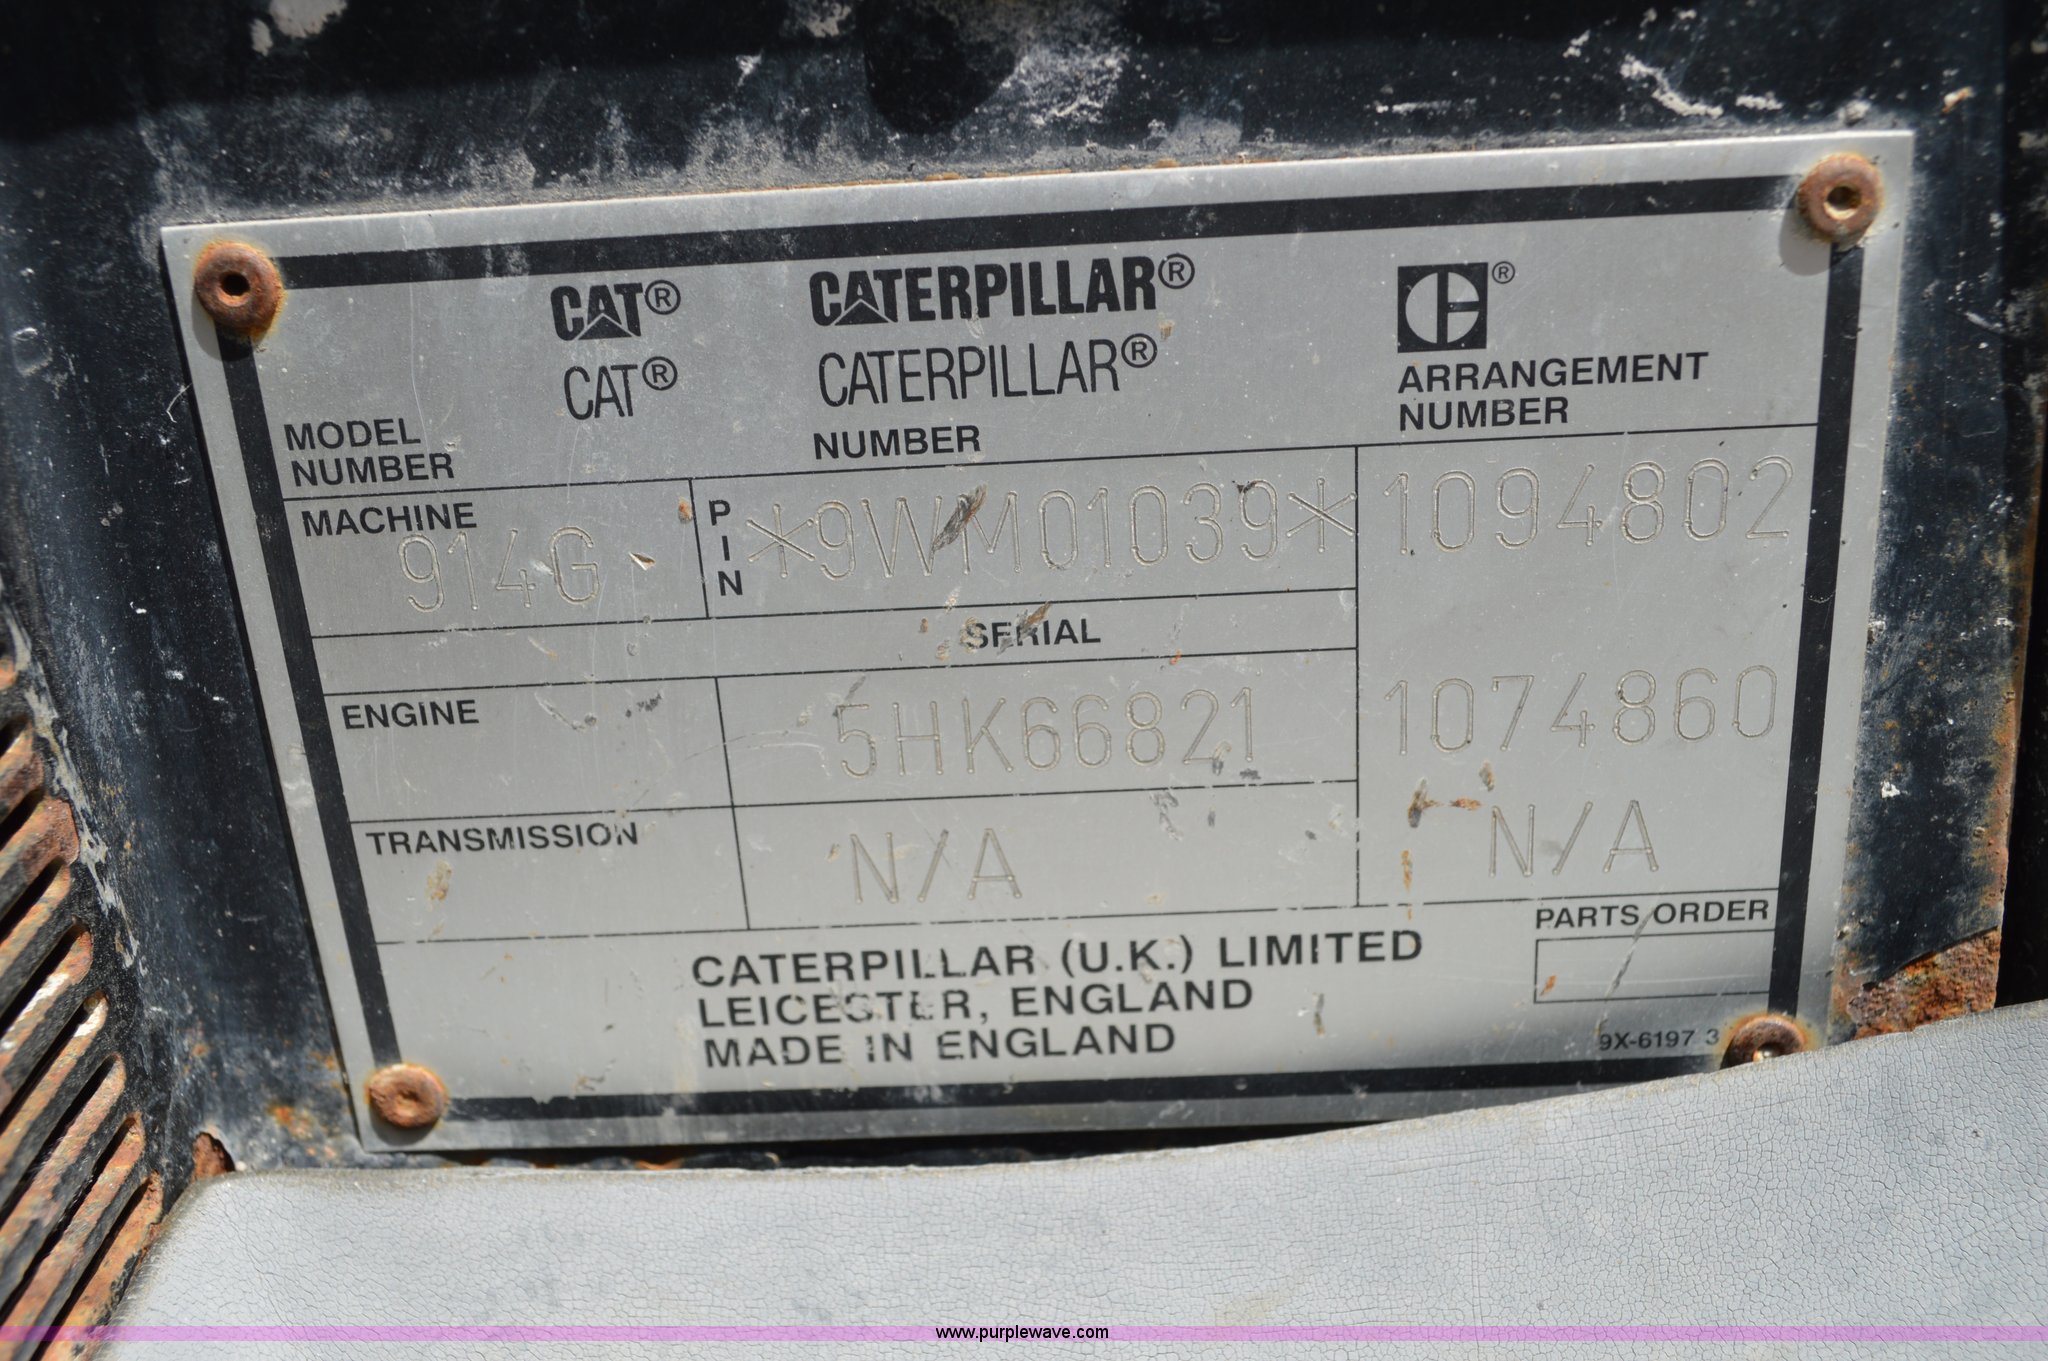 CAT® CATERPILLAR® ®
CAT® CATERPILLAR®
MODEL NUMBER
NUMBER
ARRANGEMENT NUMBER
MACHINE
914G
PIN
*9WM01039*
1094802
SERIAL
ENGINE
5HK66821
1074860
TRANSMISSION
N/A
N/A
PARTS ORDER
CATERPILLAR (U.K.) LIMITED
LEICESTER, ENGLAND
MADE IN ENGLAND
9X-6197 3
www.purplewave.com